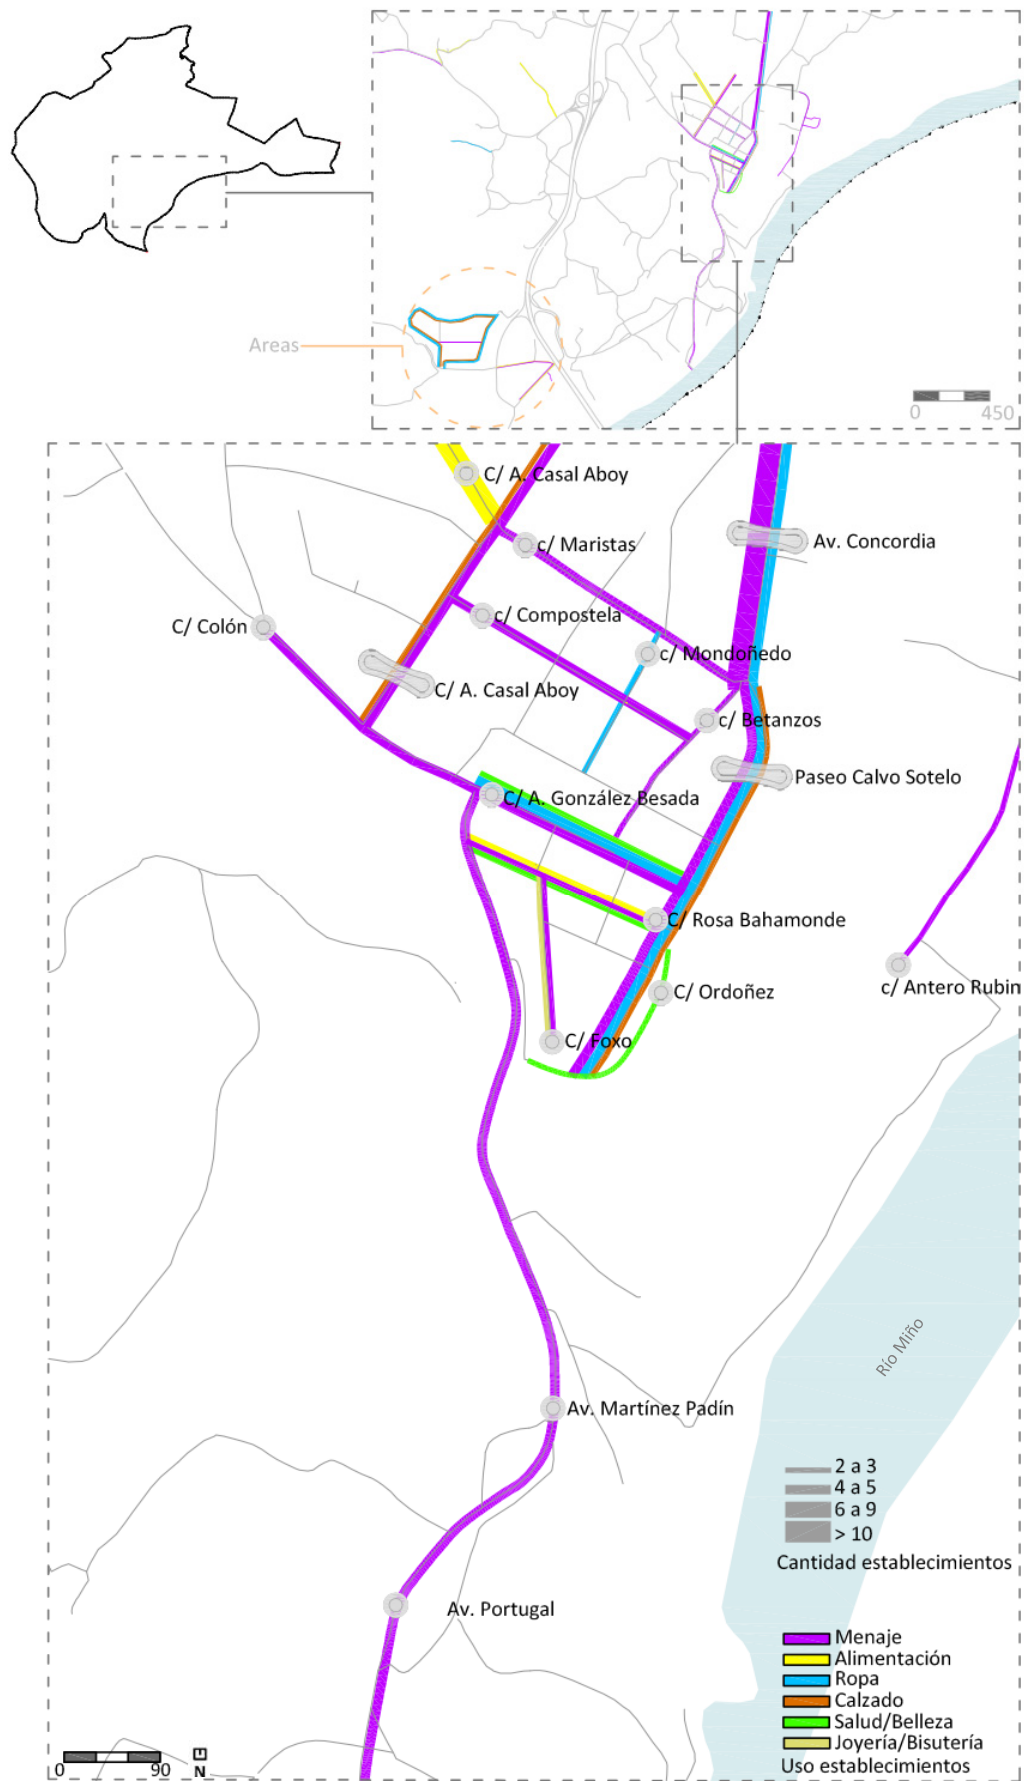 Areas
0 450
C/ A. Casal Aboy
c/ Maristas
Av. Concordia
c/ Compostela
C/ Colón
c/ Mondoñedo
C/ A. Casal Aboy
c/ Betanzos
Paseo Calvo Sotelo
C/ A. González Besada
C/ Rosa Bahamonde
c/ Antero Rubin
C/ Ordoñez
C/ Foxo
Río Miño
Av. Martínez Padín
2 a 3
4 a 5
6 a 9
> 10
Cantidad establecimientos
Av. Portugal
Menaje
Alimentación
Ropa
Calzado
Salud/Belleza
Joyería/Bisutería
Uso establecimientos
0 90
N